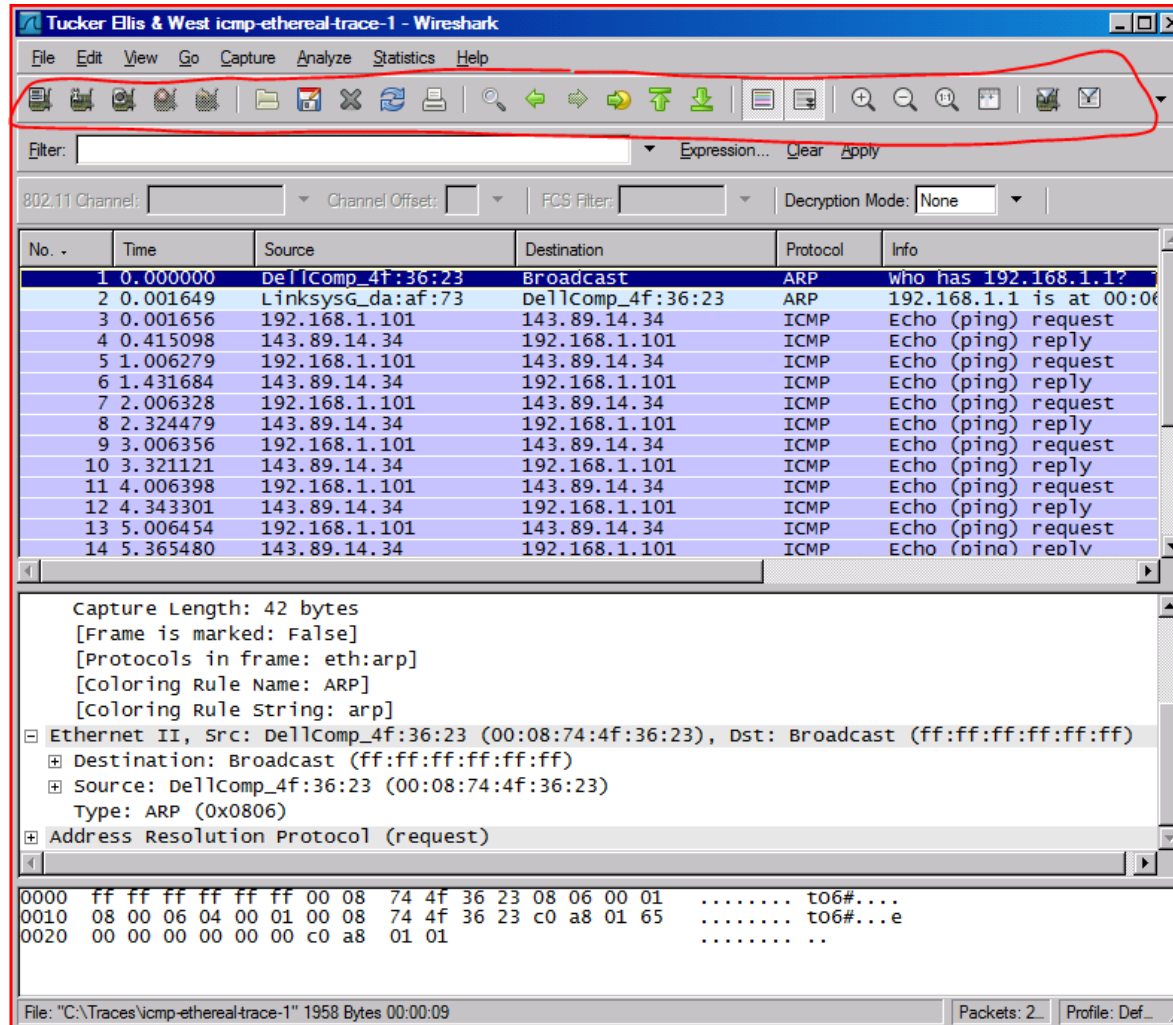 Tucker Ellis & West icmp-ethereal-trace-1 - Wireshark
File Edit View Go Capture Analyze Statistics Help
Filter: Expression... Clear Apply
802.11 Channel: Channel Offset: FCS Filter: Decryption Mode: None
No. Time Source Destination Protocol Info
1 0.000000 DellComp_4f:36:23 Broadcast ARP who has 192.168.1.1?
2 0.001649 LinksysG_da:af:73 DellComp_4f:36:23 ARP 192.168.1.1 is at 00:06
3 0.001656 192.168.1.101 143.89.14.34 ICMP Echo (ping) request
4 0.415098 143.89.14.34 192.168.1.101 ICMP Echo (ping) reply
5 1.006279 192.168.1.101 143.89.14.34 ICMP Echo (ping) request
6 1.431684 143.89.14.34 192.168.1.101 ICMP Echo (ping) reply
7 2.006328 192.168.1.101 143.89.14.34 ICMP Echo (ping) request
8 2.324479 143.89.14.34 192.168.1.101 ICMP Echo (ping) reply
9 3.006356 192.168.1.101 143.89.14.34 ICMP Echo (ping) request
10 3.321121 143.89.14.34 192.168.1.101 ICMP Echo (ping) reply
11 4.006398 192.168.1.101 143.89.14.34 ICMP Echo (ping) request
12 4.343301 143.89.14.34 192.168.1.101 ICMP Echo (ping) reply
13 5.006454 192.168.1.101 143.89.14.34 ICMP Echo (ping) request
14 5.365480 143.89.14.34 192.168.1.101 ICMP Echo (ping) reply
Capture Length: 42 bytes
[Frame is marked: False]
[Protocols in frame: eth:arp]
[Coloring Rule Name: ARP]
[Coloring Rule String: arp]
Ethernet II, Src: DellComp_4f:36:23 (00:08:74:4f:36:23), Dst: Broadcast (ff:ff:ff:ff:ff:ff)
Destination: Broadcast (ff:ff:ff:ff:ff:ff)
Source: DellComp_4f:36:23 (00:08:74:4f:36:23)
Type: ARP (0x0806)
Address Resolution Protocol (request)
0000 ff ff ff ff ff ff 00 08 74 4f 36 23 08 06 00 01 ........ tO6#....
0010 08 00 06 04 00 01 00 08 74 4f 36 23 c0 a8 01 65 ........ tO6#...e
0020 00 00 00 00 00 00 c0 a8 01 01 ........ ..
File: "C:\Traces\icmp-ethereal-trace-1" 1958 Bytes 00:00:09 Packets: 2... Profile: Def...